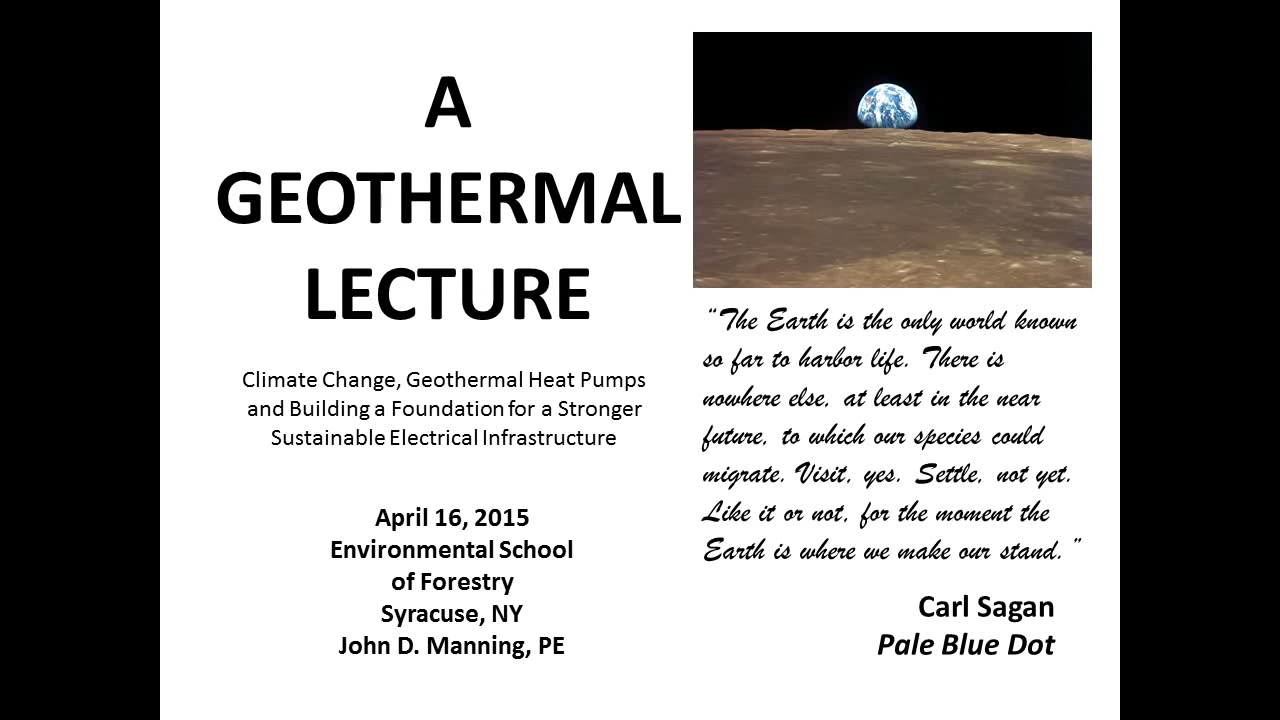 A
GEOTHERMAL
LECTURE
Climate Change, Geothermal Heat Pumps
and Building a Foundation for a Stronger
Sustainable Electrical Infrastructure
April 16, 2015
Environmental School
of Forestry
Syracuse, NY
John D. Manning, PE
“The Earth is the only world known
so far to harbor life. There is
nowhere else, at least in the near
future, to which our species could
migrate. Visit, yes. Settle, not yet.
Like it or not, for the moment the
Earth is where we make our stand.”
Carl Sagan
Pale Blue Dot